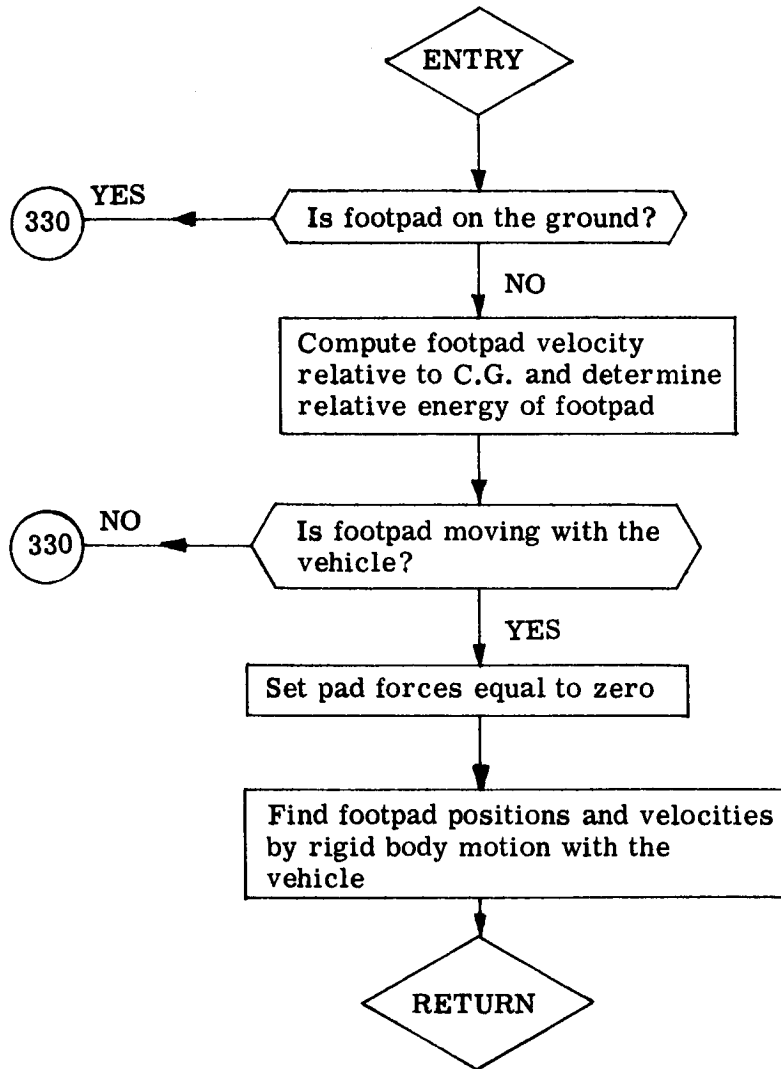 ENTRY
YES
330
Is footpad on the ground?
NO
Compute footpad velocity
relative to C.G. and determine
relative energy of footpad
NO
330
Is footpad moving with the
vehicle?
YES
Set pad forces equal to zero
Find footpad positions and velocities
by rigid body motion with the
vehicle
RETURN